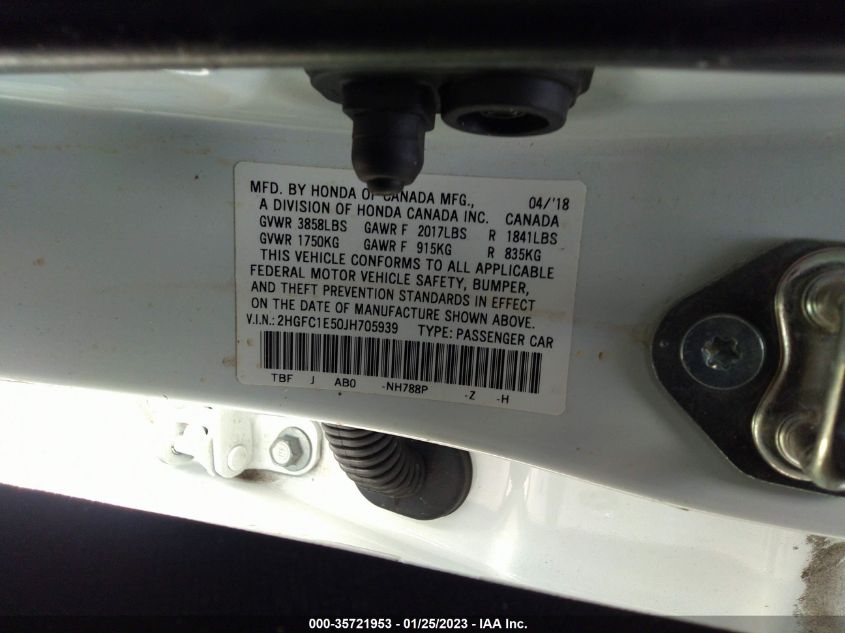 MFD. BY HONDA OF CANADA MFG., 04/'18
A DIVISION OF HONDA CANADA INC. CANADA
GVWR 3858LBS GAWR F 2017LBS R 1841LBS
GVWR 1750KG GAWR F 915KG R 835KG
THIS VEHICLE CONFORMS TO ALL APPLICABLE
FEDERAL MOTOR VEHICLE SAFETY, BUMPER,
AND THEFT PREVENTION STANDARDS IN EFFECT
ON THE DATE OF MANUFACTURE SHOWN ABOVE.
V.I.N.: 2HGFC1E50JH705939 TYPE: PASSENGER CAR
TBF J AB0 -NH788P -Z -H
000-35721953 - 01/25/2023 - IAA Inc.